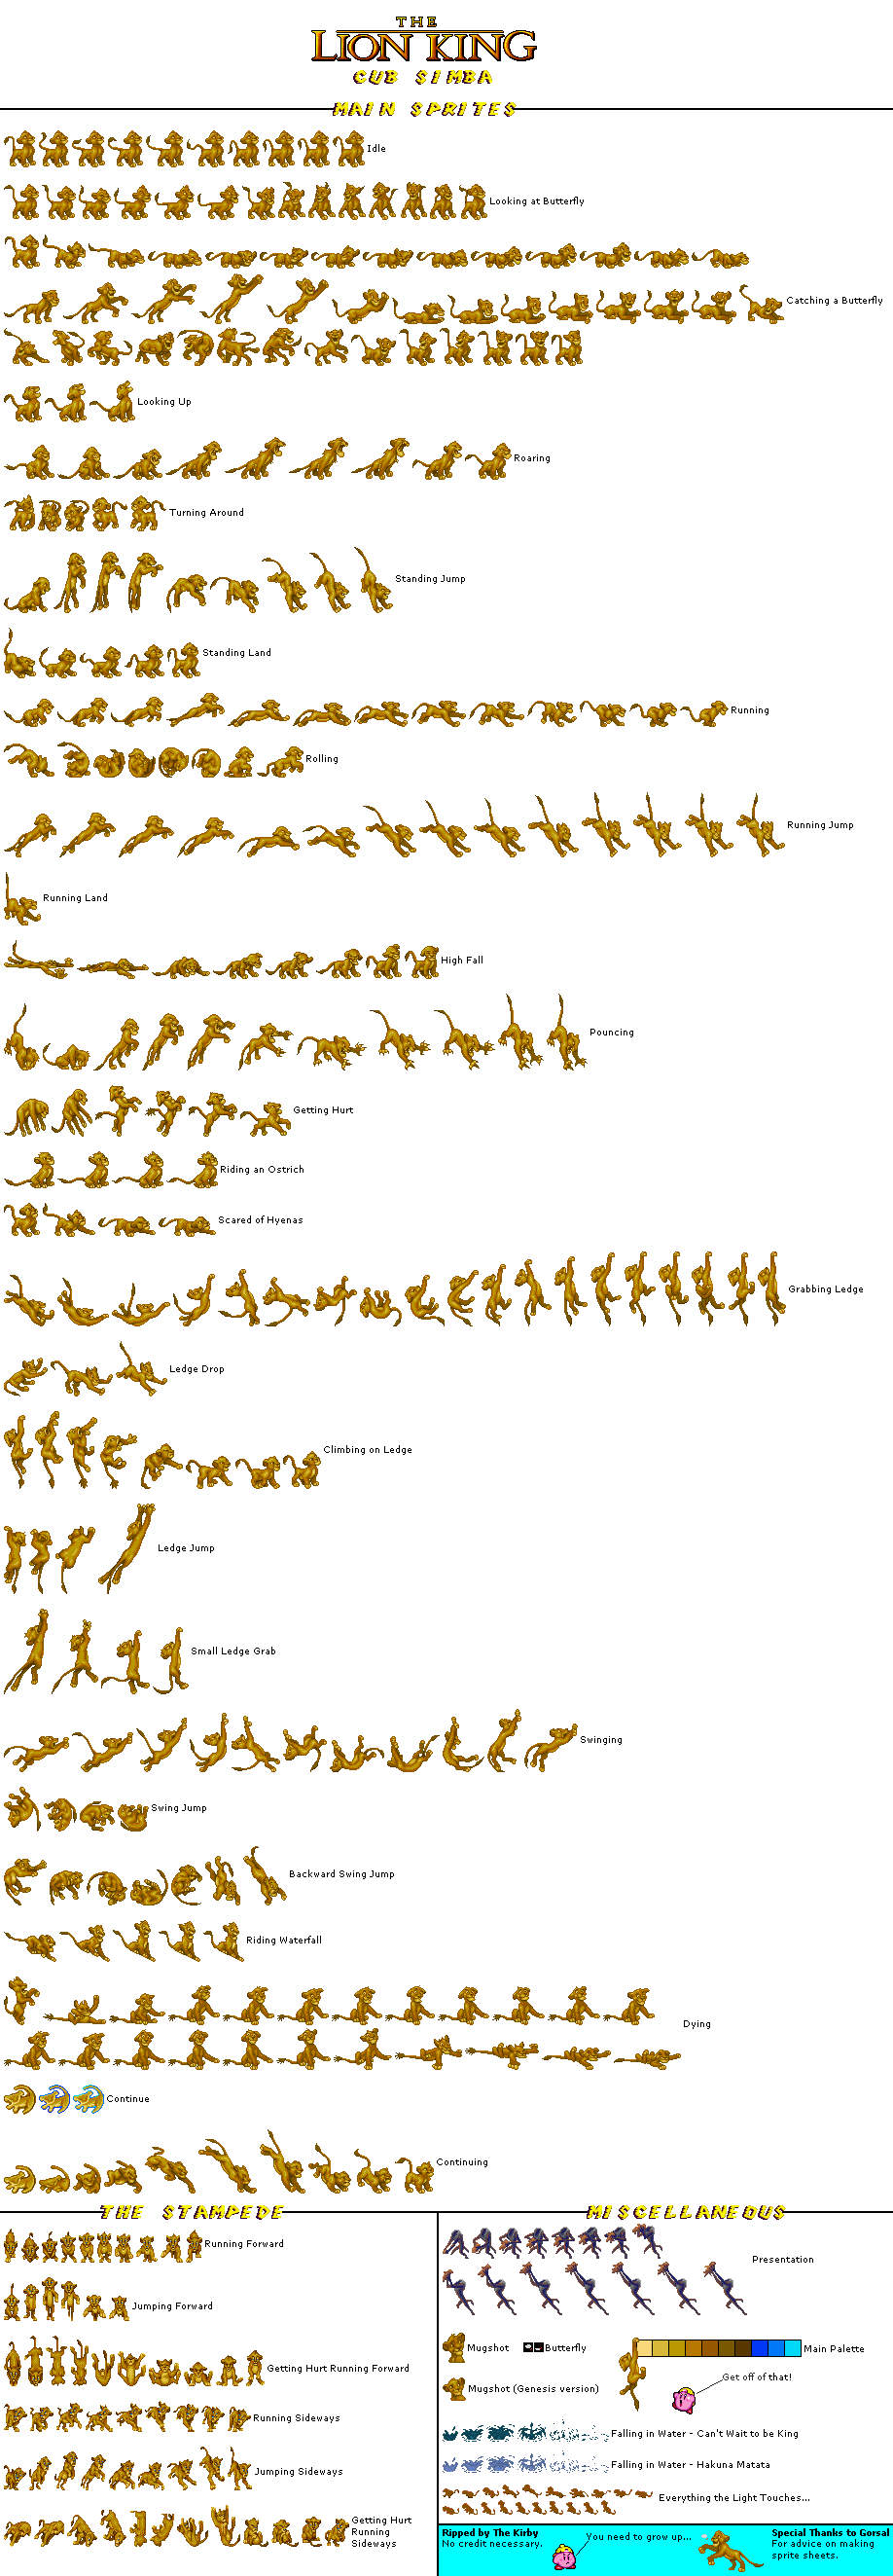 THE
LION KING
CUB SIMBA
MAIN SPRITES
Idle
Looking at Butterfly
Catching a Butterfly
Looking Up
Roaring
Turning Around
Standing Jump
Standing Land
Running
Rolling
Running Jump
Running Land
High Fall
Pouncing
Getting Hurt
Riding an Ostrich
Scared of Hyenas
Grabbing Ledge
Ledge Drop
Climbing on Ledge
Ledge Jump
Small Ledge Grab
Swinging
Swing Jump
Backward Swing Jump
Riding Waterfall
Dying
Continue
Continuing
THE STAMPEDE
Running Forward
Jumping Forward
Getting Hurt Running Forward
Running Sideways
Jumping Sideways
Getting Hurt
Running
Sideways
MISCELLANEOUS
Presentation
Mugshot
Butterfly
Main Palette
Mugshot (Genesis version)
Get off of that!
Falling in Water - Can't Wait to be King
Falling in Water - Hakuna Matata
Everything the Light Touches...
Ripped by The Kirby
No credit necessary.
You need to grow up...
Special Thanks to Gorsal
For advice on making
sprite sheets.